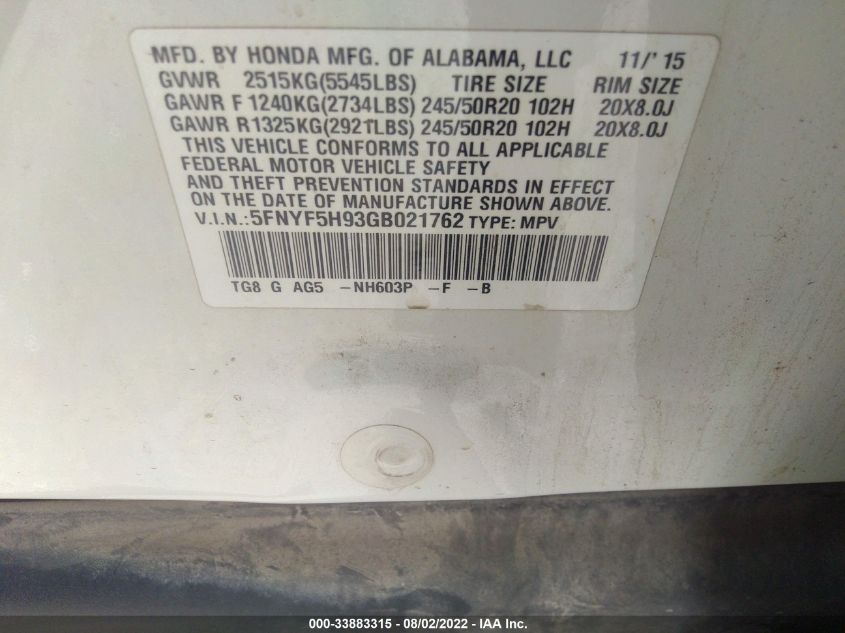 MFD. BY HONDA MFG. OF ALABAMA, LLC 11/' 15
GVWR 2515KG(5545LBS) TIRE SIZE RIM SIZE
GAWR F 1240KG(2734LBS) 245/50R20 102H 20X8.0J
GAWR R1325KG(2921LBS) 245/50R20 102H 20X8.0J
THIS VEHICLE CONFORMS TO ALL APPLICABLE
FEDERAL MOTOR VEHICLE SAFETY
AND THEFT PREVENTION STANDARDS IN EFFECT
ON THE DATE OF MANUFACTURE SHOWN ABOVE.
V.I.N.:5FNYF5H93GB021762 TYPE: MPV
TG8 G AG5 -NH603P -F -B
000-33883315 - 08/02/2022 - IAA Inc.